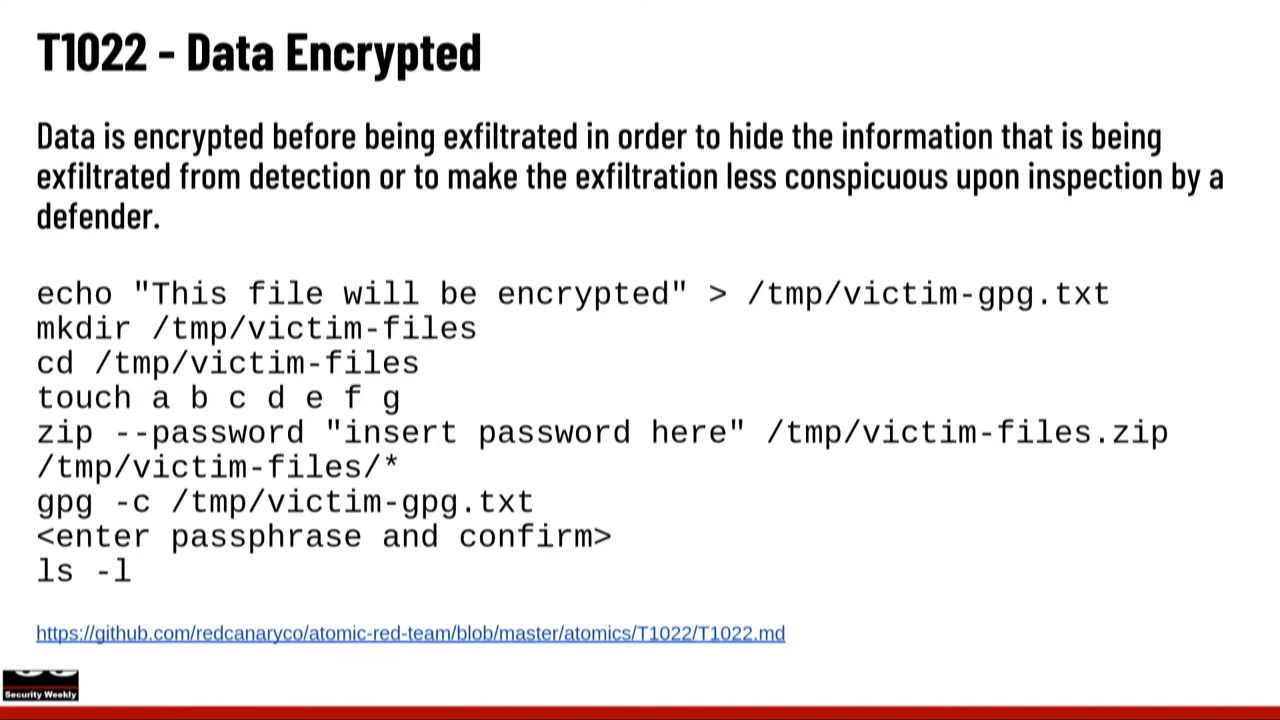 T1022 - Data Encrypted
Data is encrypted before being exfiltrated in order to hide the information that is being
exfiltrated from detection or to make the exfiltration less conspicuous upon inspection by a
defender.
echo "This file will be encrypted" > /tmp/victim-gpg.txt
mkdir /tmp/victim-files
cd /tmp/victim-files
touch a b c d e f g
zip --password "insert password here" /tmp/victim-files.zip
/tmp/victim-files/*
gpg -c /tmp/victim-gpg.txt
<enter passphrase and confirm>
ls -l
https://github.com/redcanaryco/atomic-red-team/blob/master/atomics/T1022/T1022.md
Security Weekly